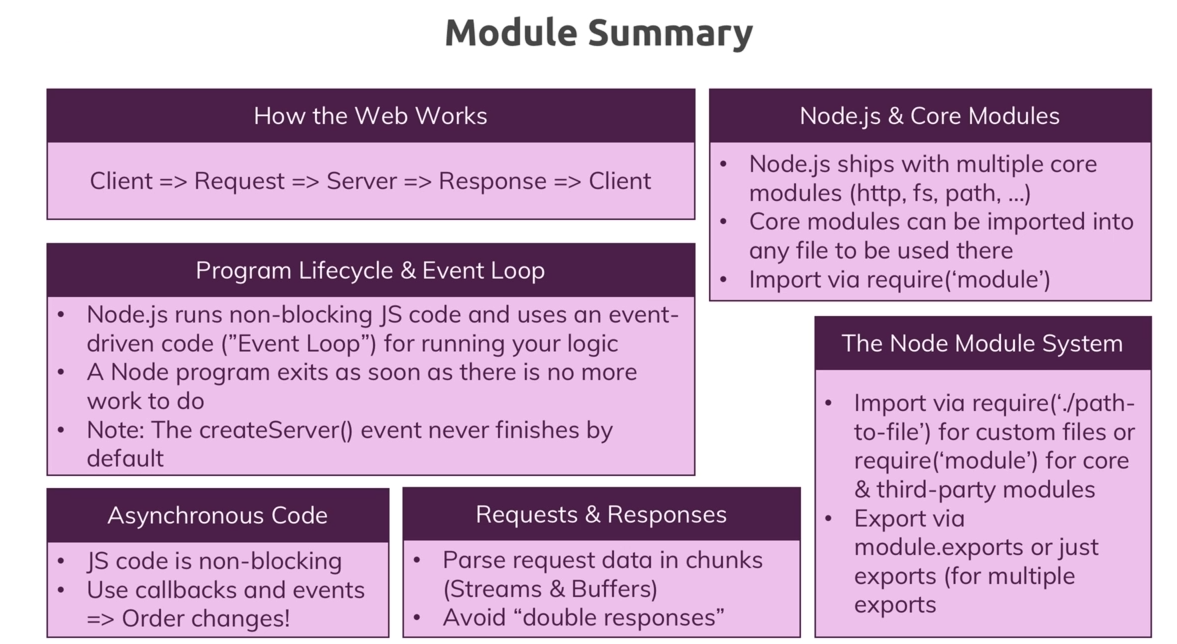 Module Summary
How the Web Works
Client => Request => Server => Response => Client
Node.js & Core Modules
• Node.js ships with multiple core
modules (http, fs, path, …)
• Core modules can be imported into
any file to be used there
• Import via require(‘module’)
Program Lifecycle & Event Loop
• Node.js runs non-blocking JS code and uses an event-
driven code (”Event Loop”) for running your logic
• A Node program exits as soon as there is no more
work to do
• Note: The createServer() event never finishes by
default
The Node Module System
• Import via require(‘./path-
to-file’) for custom files or
require(‘module’) for core
& third-party modules
• Export via
module.exports or just
exports (for multiple
exports
Asynchronous Code
• JS code is non-blocking
• Use callbacks and events
=> Order changes!
Requests & Responses
• Parse request data in chunks
(Streams & Buffers)
• Avoid “double responses”